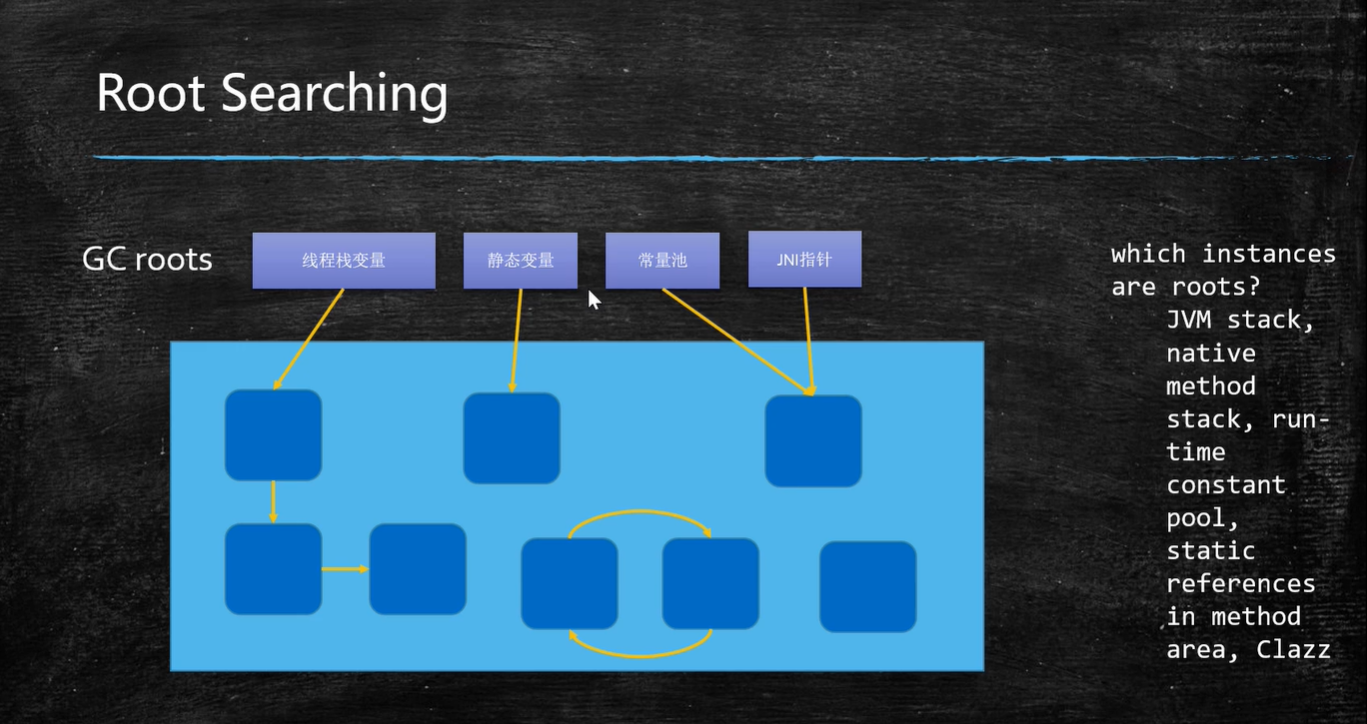 Root Searching
GC roots
线程栈变量
静态变量
常量池
JNI指针
which instances
are roots?
JVM stack,
native
method
stack, run-
time
constant
pool,
static
references
in method
area, Clazz